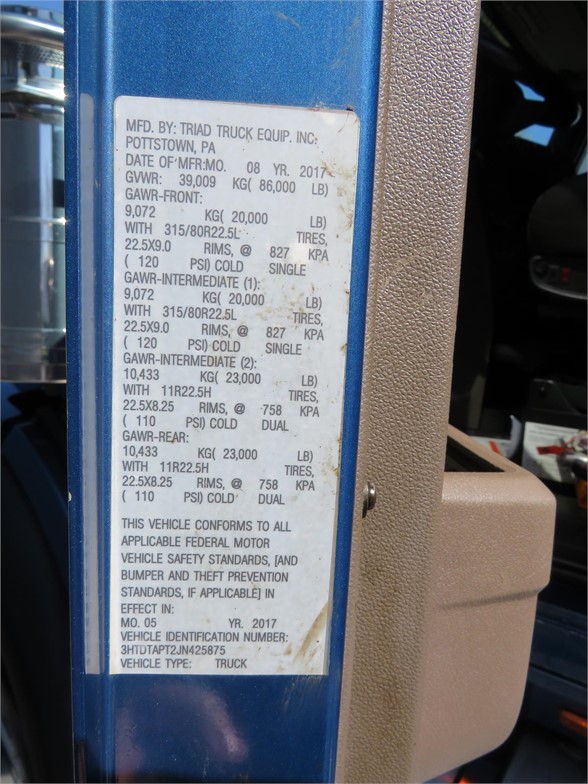 MFD. BY: TRIAD TRUCK EQUIP. INC.
POTTSTOWN, PA
DATE OF MFR:MO. 08 YR. 2017
GVWR: 39,009 KG( 86,000 LB)
GAWR-FRONT:
9,072 KG( 20,000 LB)
WITH 315/80R22.5L TIRES,
22.5X9.0 RIMS, @ 827 KPA
( 120 PSI) COLD SINGLE
GAWR-INTERMEDIATE (1):
9,072 KG( 20,000 LB)
WITH 315/80R22.5L TIRES,
22.5X9.0 RIMS, @ 827 KPA
( 120 PSI) COLD SINGLE
GAWR-INTERMEDIATE (2):
10,433 KG( 23,000 LB)
WITH 11R22.5H TIRES,
22.5X8.25 RIMS, @ 758 KPA
( 110 PSI) COLD DUAL
GAWR-REAR:
10,433 KG( 23,000 LB)
WITH 11R22.5H TIRES,
22.5X8.25 RIMS, @ 758 KPA
( 110 PSI) COLD DUAL
THIS VEHICLE CONFORMS TO ALL
APPLICABLE FEDERAL MOTOR
VEHICLE SAFETY STANDARDS, [AND
BUMPER AND THEFT PREVENTION
STANDARDS, IF APPLICABLE] IN
EFFECT IN:
MO. 05 YR. 2017
VEHICLE IDENTIFICATION NUMBER:
3HTDTAPT2JN425875
VEHICLE TYPE: TRUCK